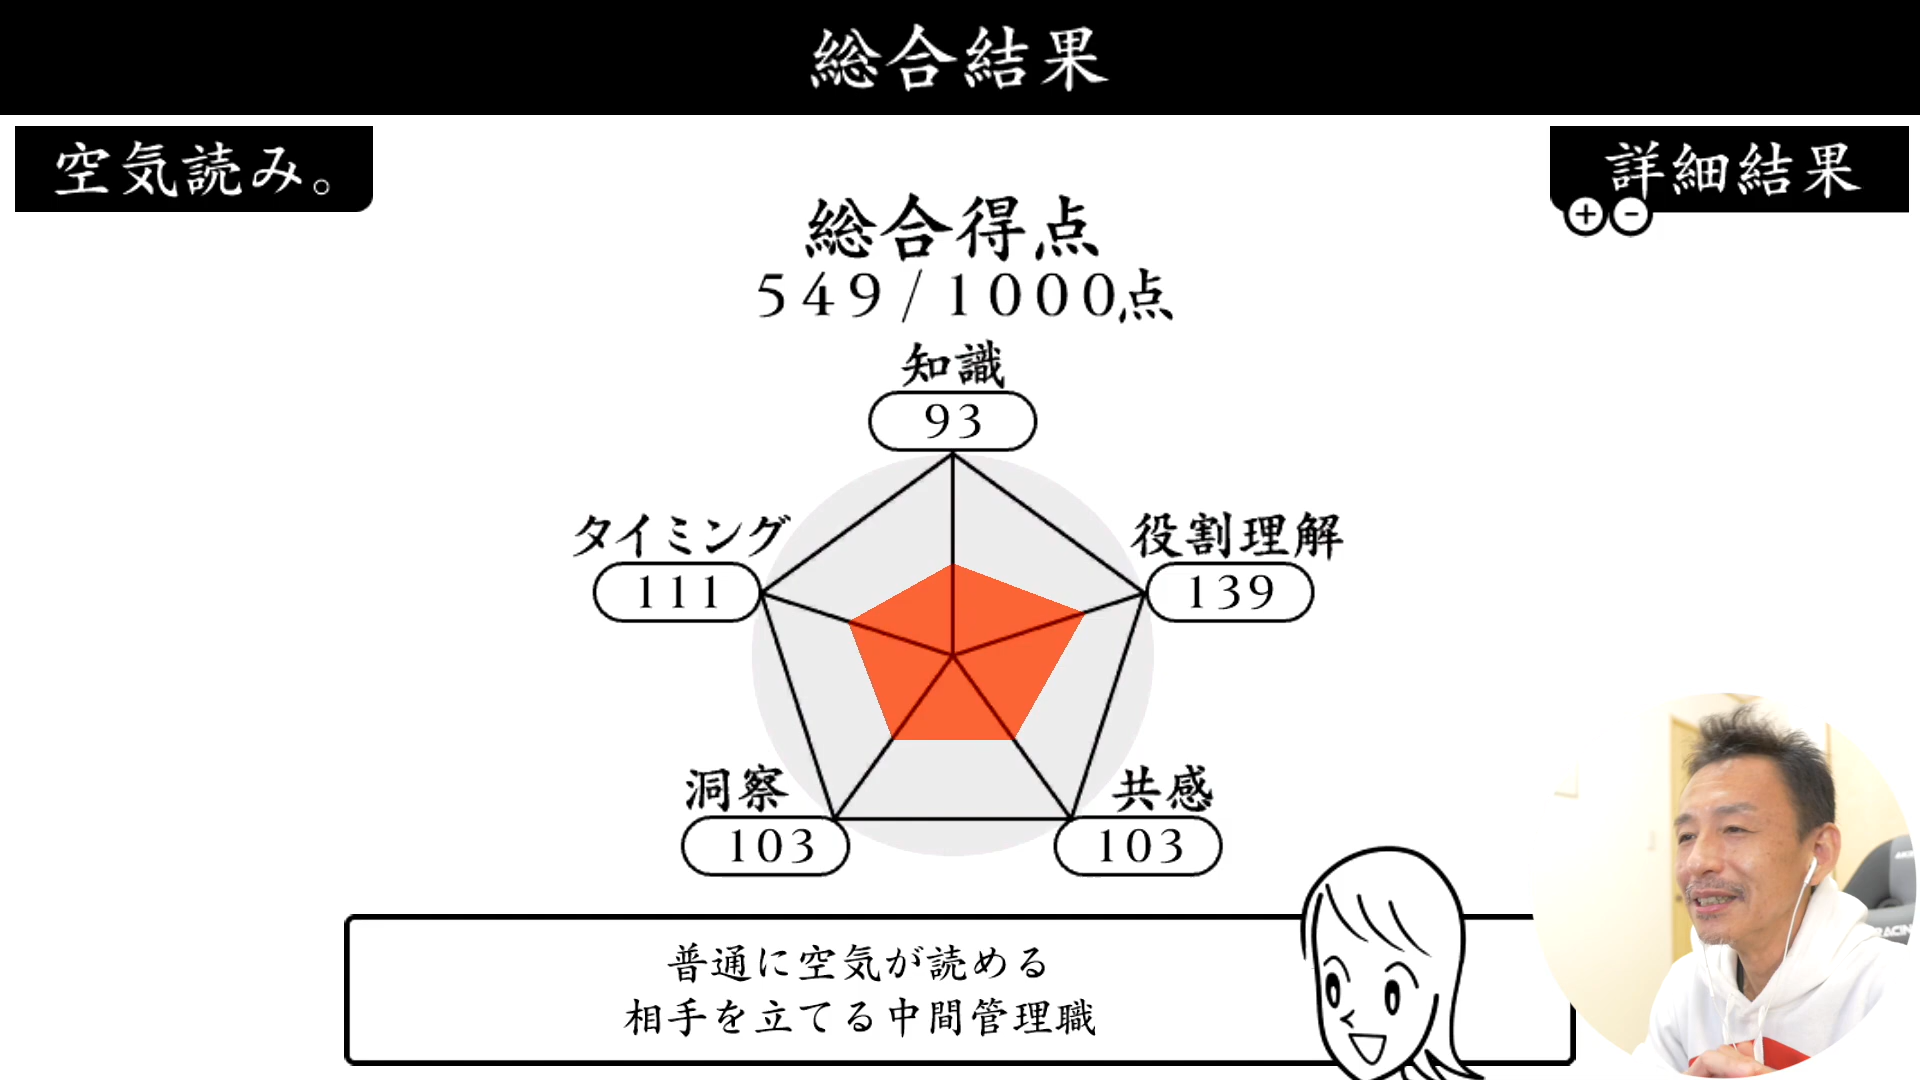 総合結果
空気読み。
詳細結果
総合得点
549/1000点
知識
93
タイミング
111
役割理解
139
洞察
103
共感
103
普通に空気が読める
相手を立てる中間管理職